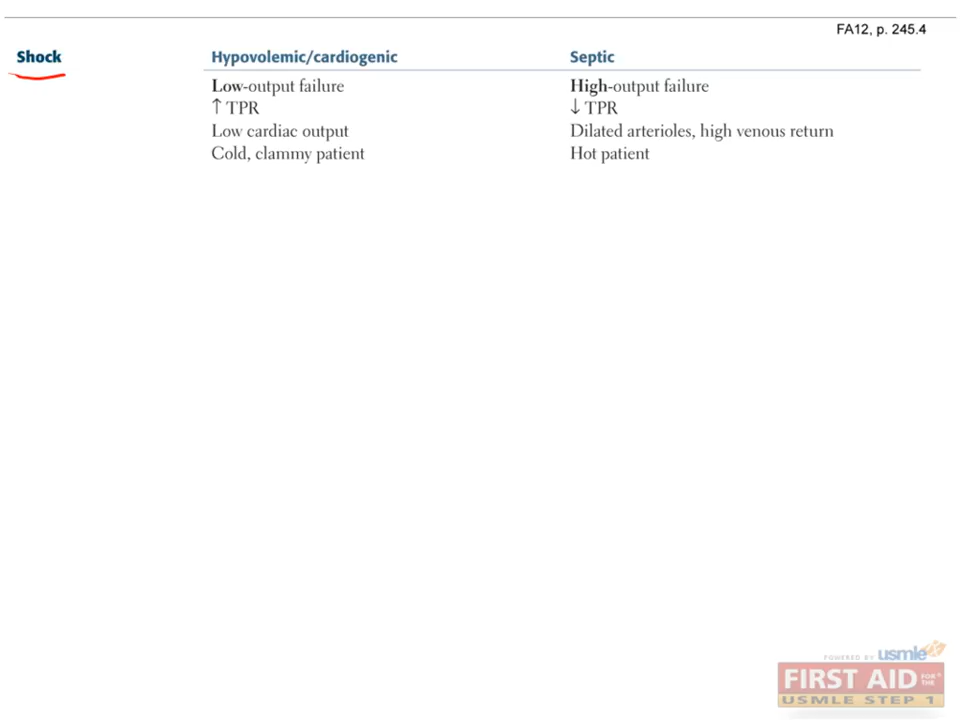 FA12, p. 245.4
Shock Hypovolemic/cardiogenic Septic
Low-output failure High-output failure
↑ TPR ↓ TPR
Low cardiac output Dilated arterioles, high venous return
Cold, clammy patient Hot patient
POWERED BY usmle
FIRST AID FOR THE
USMLE STEP 1